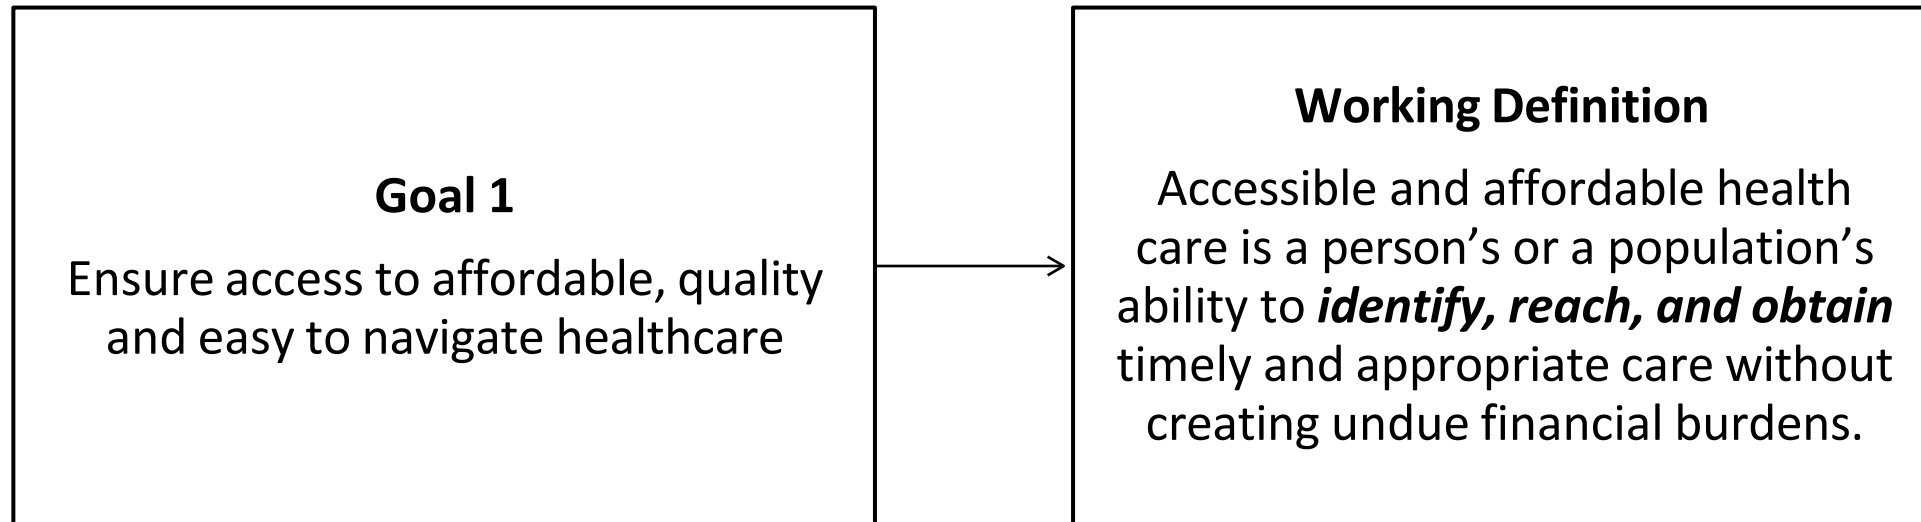 Goal 1
Ensure access to affordable, quality
and easy to navigate healthcare
Working Definition
Accessible and affordable health
care is a person’s or a population’s
ability to identify, reach, and obtain
timely and appropriate care without
creating undue financial burdens.